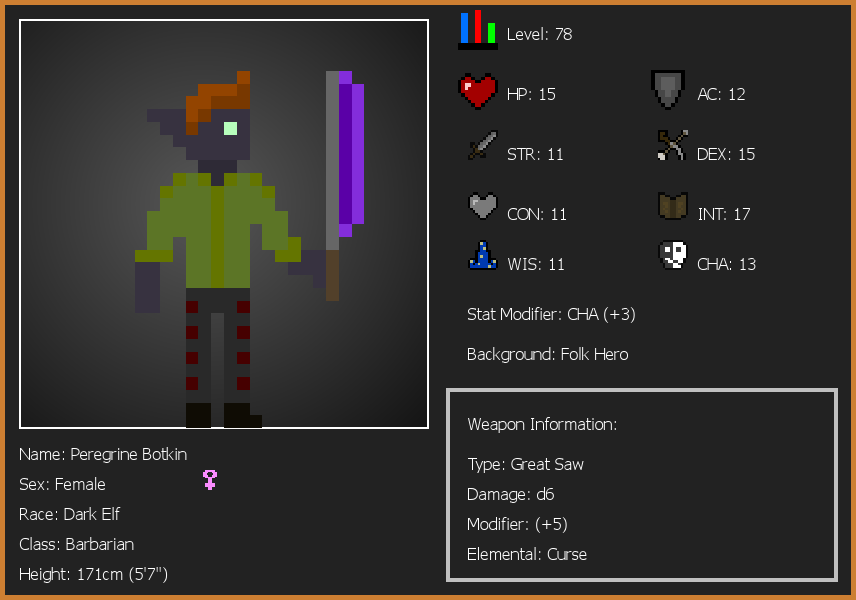 Level: 78
HP: 15
AC: 12
STR: 11
DEX: 15
CON: 11
INT: 17
WIS: 11
CHA: 13
Stat Modifier: CHA (+3)
Background: Folk Hero
Weapon Information:
Type: Great Saw
Damage: d6
Modifier: (+5)
Elemental: Curse
Name: Peregrine Botkin
Sex: Female
Race: Dark Elf
Class: Barbarian
Height: 171cm (5'7")